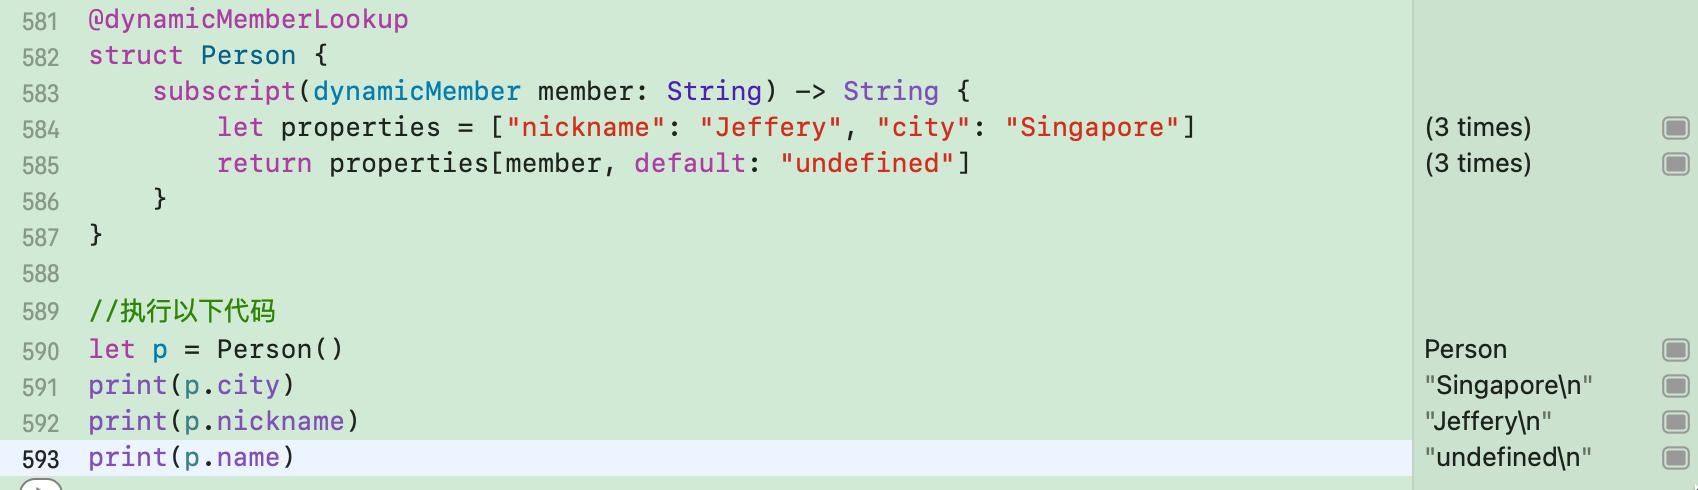 581 @dynamicMemberLookup
582 struct Person {
583 subscript(dynamicMember member: String) -> String {
584 let properties = ["nickname": "Jeffery", "city": "Singapore"] (3 times)
585 return properties[member, default: "undefined"] (3 times)
586 }
587 }
588
589 //执行以下代码
590 let p = Person() Person
591 print(p.city) "Singapore\n"
592 print(p.nickname) "Jeffery\n"
593 print(p.name) "undefined\n"